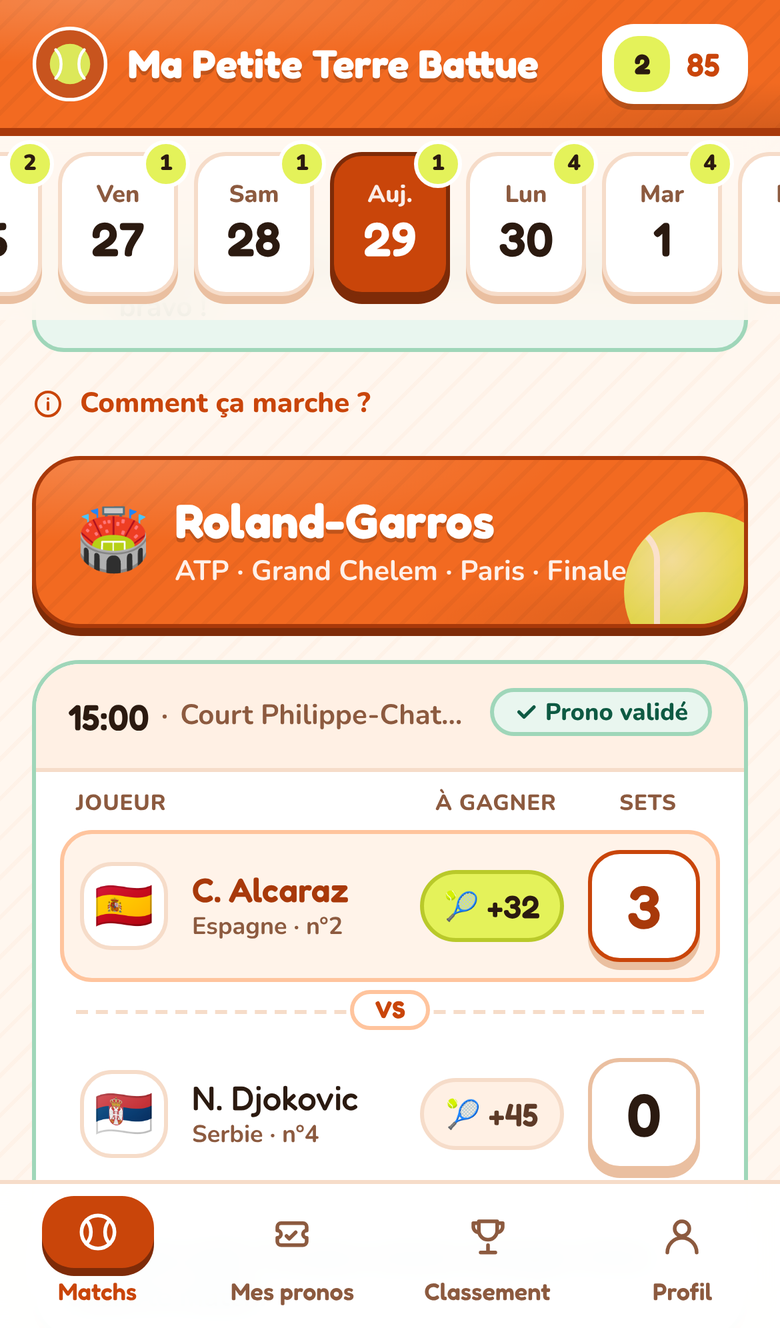 Ma Petite Terre Battue
2 85
2 1 1 1 4 4
Ven Sam Auj. Lun Mar
27 28 29 30 1
bravo !
Comment ça marche ?
Roland-Garros
ATP · Grand Chelem · Paris · Finale
15:00 · Court Philippe-Chat... Prono validé
JOUEUR À GAGNER SETS
C. Alcaraz +32 3
Espagne · n°2
VS
N. Djokovic +45 0
Serbie · n°4
Matchs Mes pronos Classement Profil